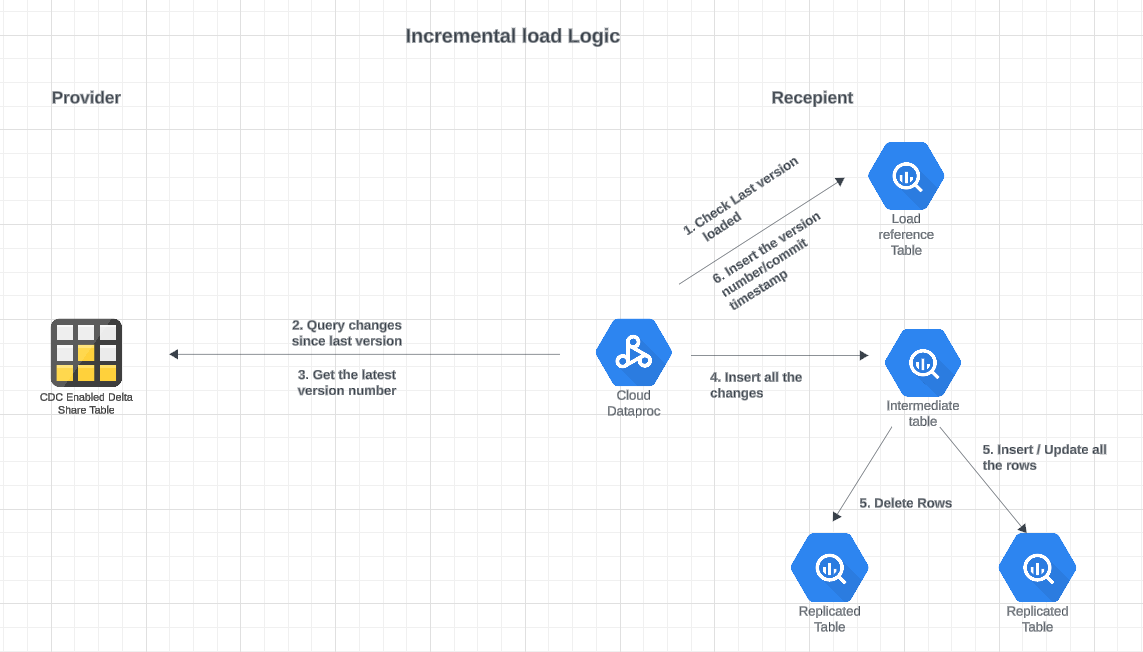 Incremental load Logic
Provider
Recepient
1. Check Last version
loaded
6. Insert the version
number/commit
timestamp
Load
reference
Table
2. Query changes
since last version
3. Get the latest
version number
CDC Enabled Delta
Share Table
Cloud
Dataproc
4. Insert all the
changes
Intermediate
table
5. Insert / Update all
the rows
5. Delete Rows
Replicated
Table
Replicated
Table